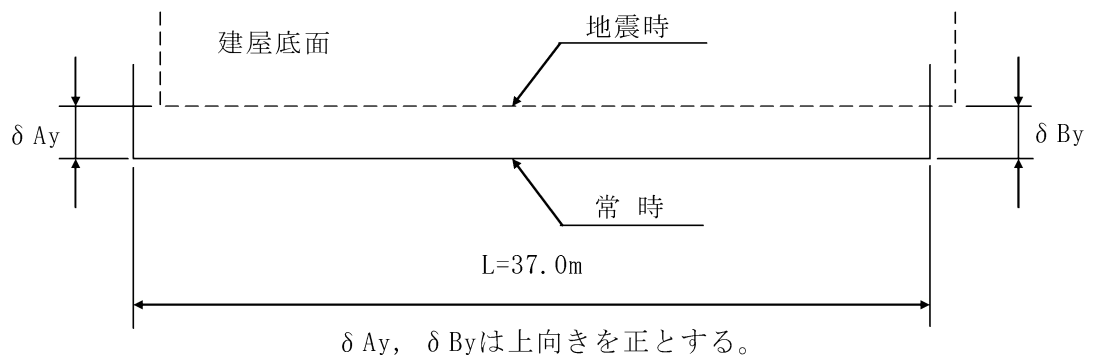 地震時
建屋底面
δAy
δBy
常 時
L=37.0m
δAy, δByは上向きを正とする。